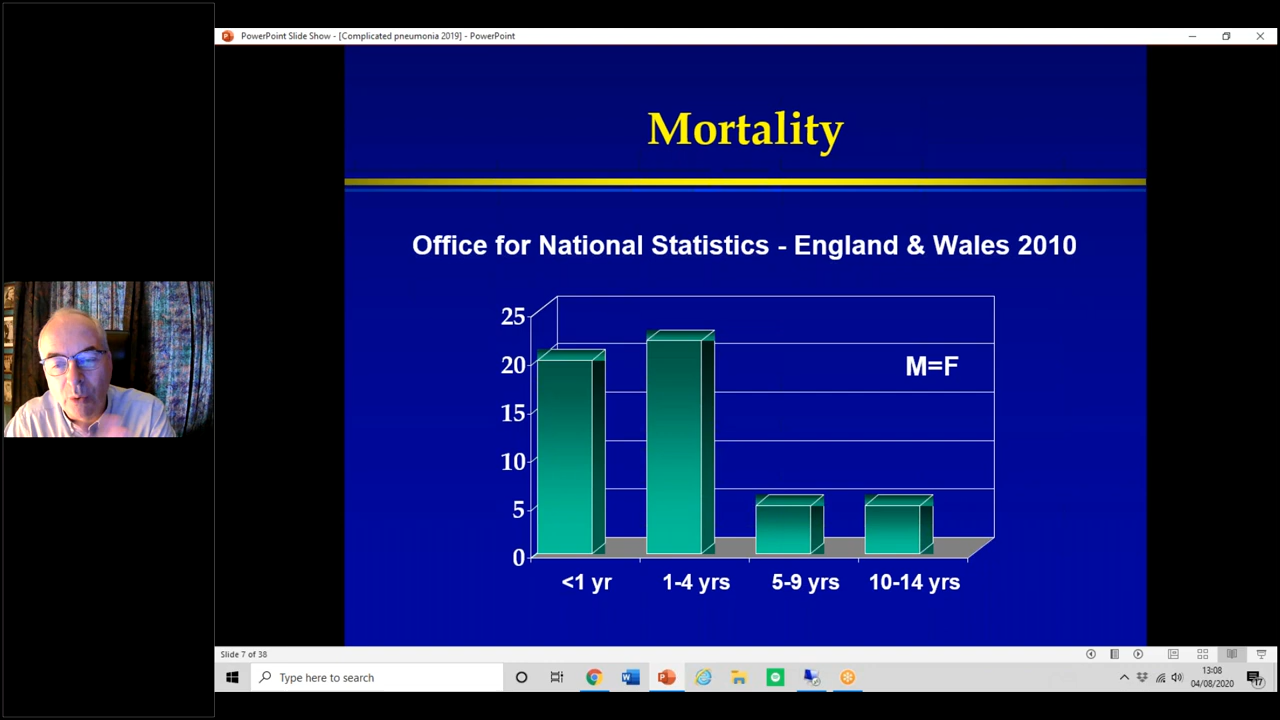 PowerPoint Slide Show - [Complicated pneumonia 2019] - PowerPoint
Mortality
Office for National Statistics - England & Wales 2010
25
20
15
10
5
0
M=F
<1 yr 1-4 yrs 5-9 yrs 10-14 yrs
Slide 7 of 38
Type here to search
13:08
04/08/2020
17